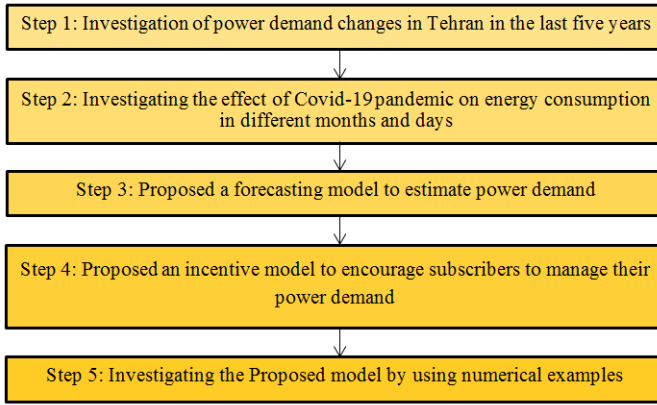 Step 1: Investigation of power demand changes in Tehran in the last five years
Step 2: Investigating the effect of Covid-19 pandemic on energy consumption
in different months and days
Step 3: Proposed a forecasting model to estimate power demand
Step 4: Proposed an incentive model to encourage subscribers to manage their
power demand
Step 5: Investigating the Proposed model by using numerical examples